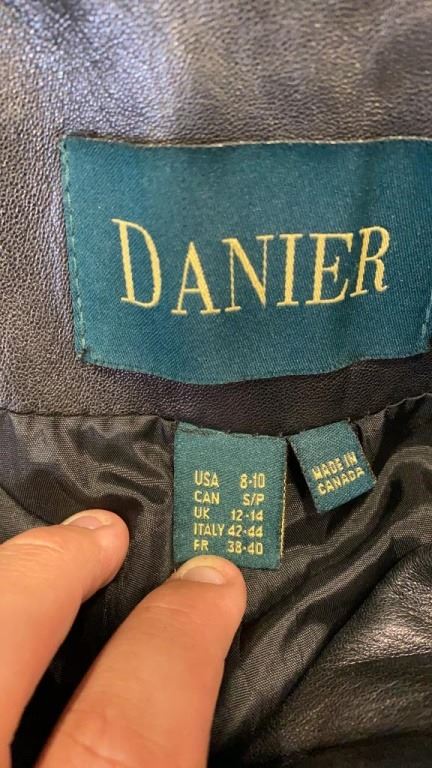 DANIER
USA 8-10
CAN S/P
UK 12-14
ITALY 42-44
FR 38-40
MADE IN
CANADA